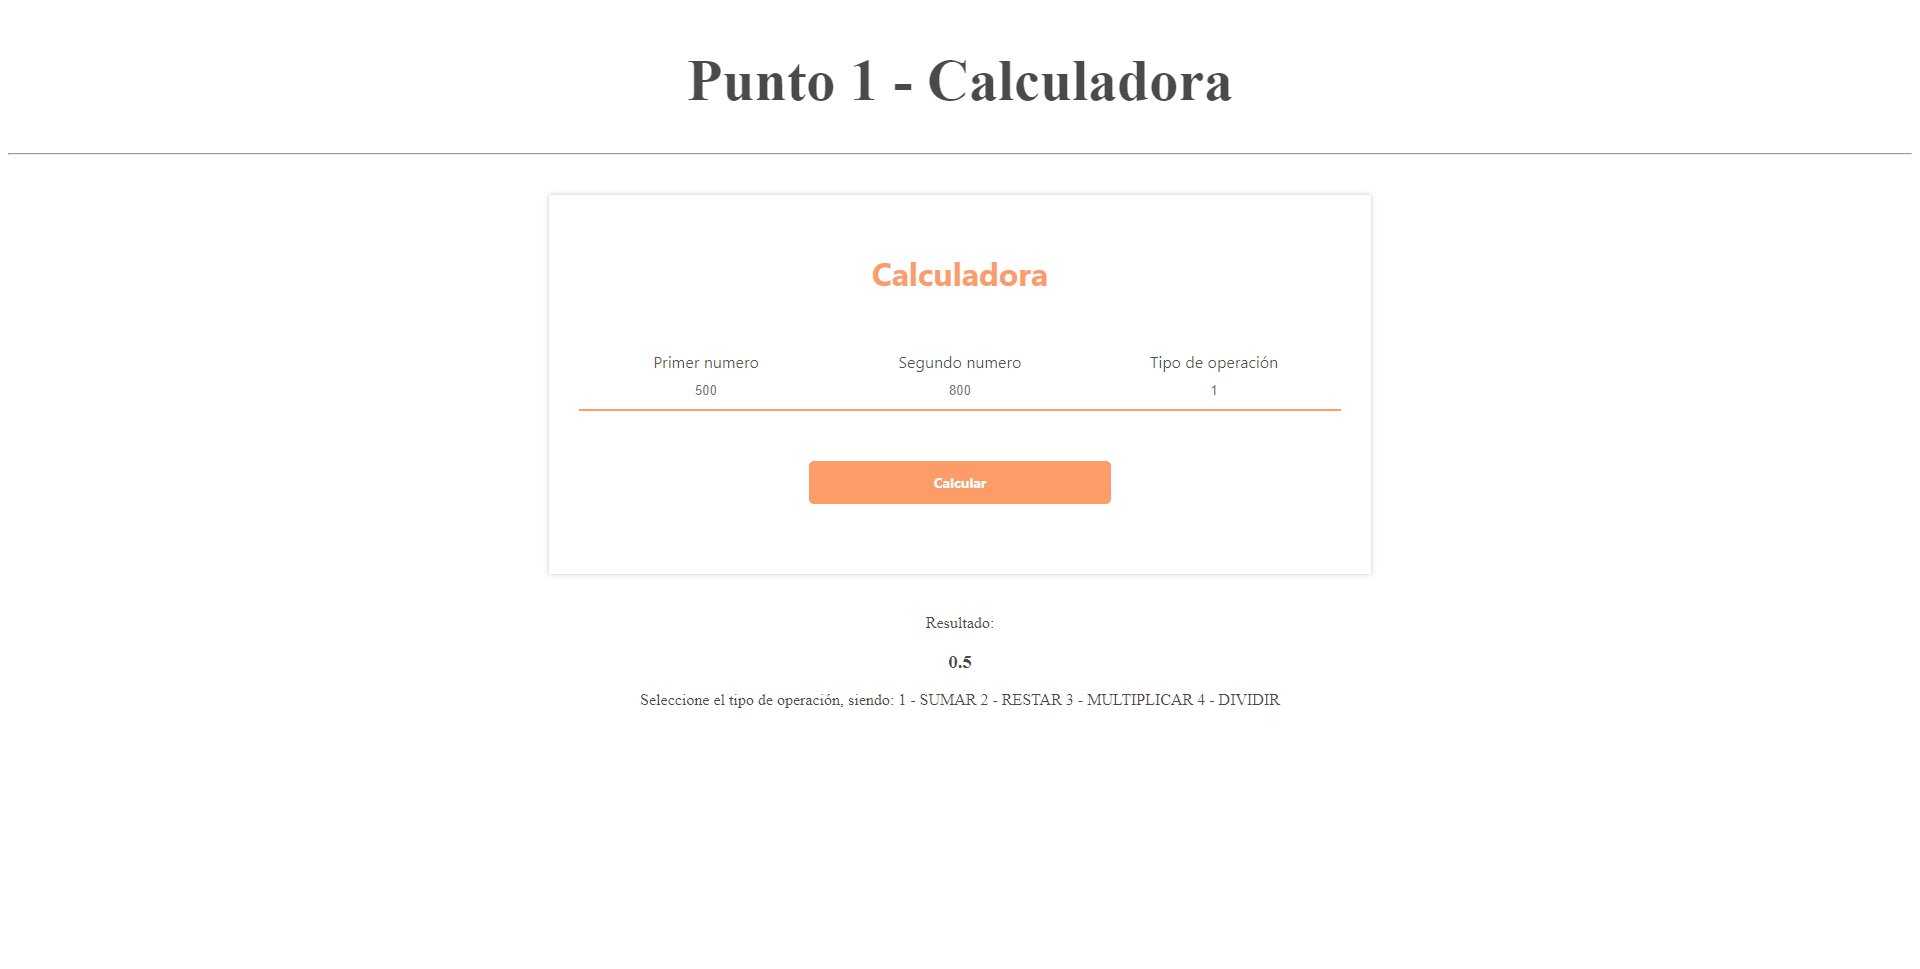 Punto 1 - Calculadora
Calculadora
Primer numero Segundo numero Tipo de operación
500 800 1
Calcular
Resultado:
0.5
Seleccione el tipo de operación, siendo: 1 - SUMAR 2 - RESTAR 3 - MULTIPLICAR 4 - DIVIDIR